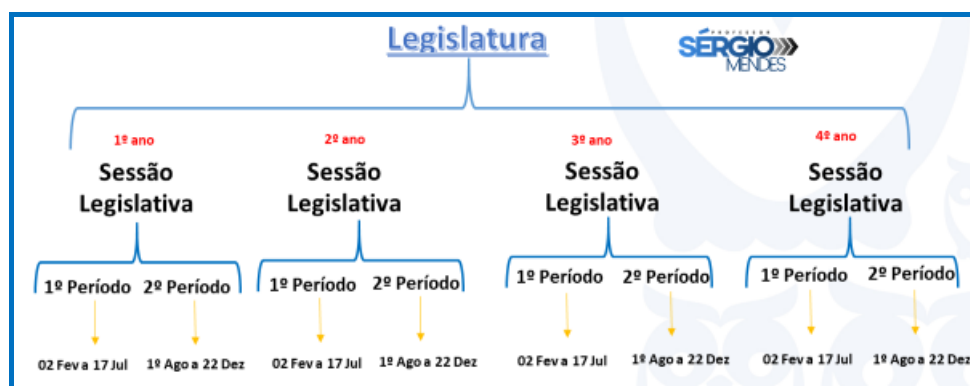 Legislatura
PROFESSOR
SÉRGIO
MENDES
1º ano
2º ano
3º ano
4º ano
Sessão
Legislativa
Sessão
Legislativa
Sessão
Legislativa
Sessão
Legislativa
1º Período
2º Período
1º Período
2º Período
1º Período
2º Período
1º Período
2º Período
02 Fev a 17 Jul
1º Ago a 22 Dez
02 Fev a 17 Jul
1º Ago a 22 Dez
02 Fev a 17 Jul
1º Ago a 22 Dez
02 Fev a 17 Jul
1º Ago a 22 Dez